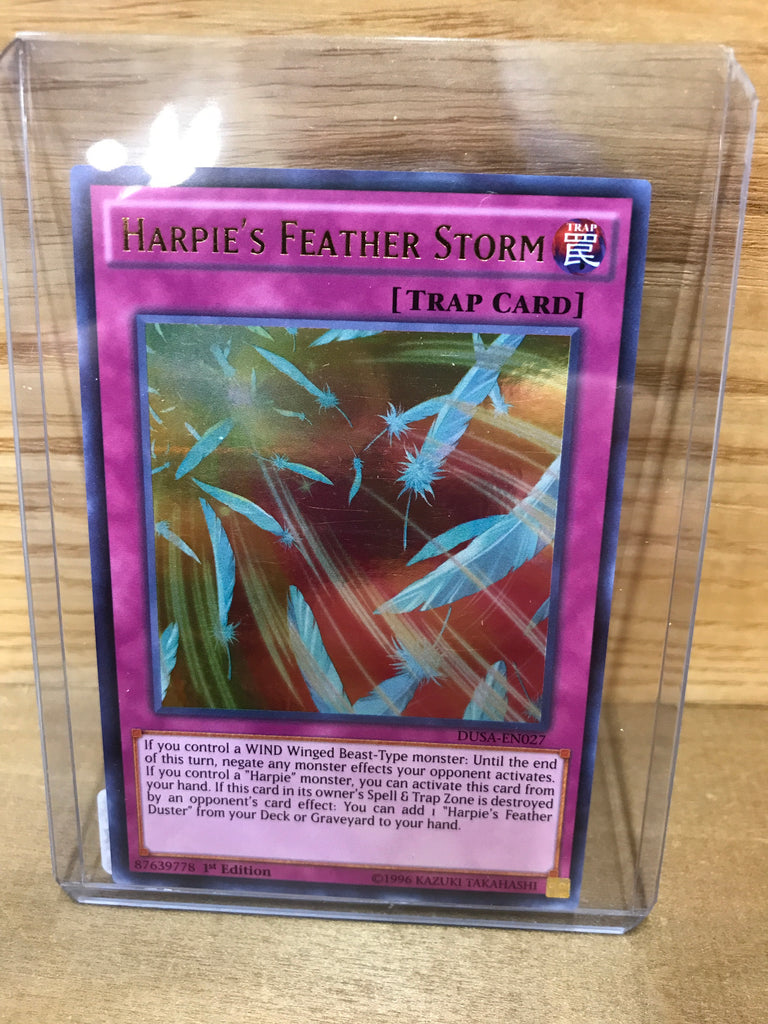 HARPIE'S FEATHER STORM
TRAP
罠
[TRAP CARD]
DUSA-EN027
If you control a WIND Winged Beast-Type monster: Until the end
of this turn, negate any monster effects your opponent activates.
If you control a "Harpie" monster, you can activate this card from
your hand. If this card in its owner's Spell & Trap Zone is destroyed
by an opponent's card effect: You can add 1 "Harpie's Feather
Duster" from your Deck or Graveyard to your hand.
87639778 1st Edition
©1996 KAZUKI TAKAHASHI